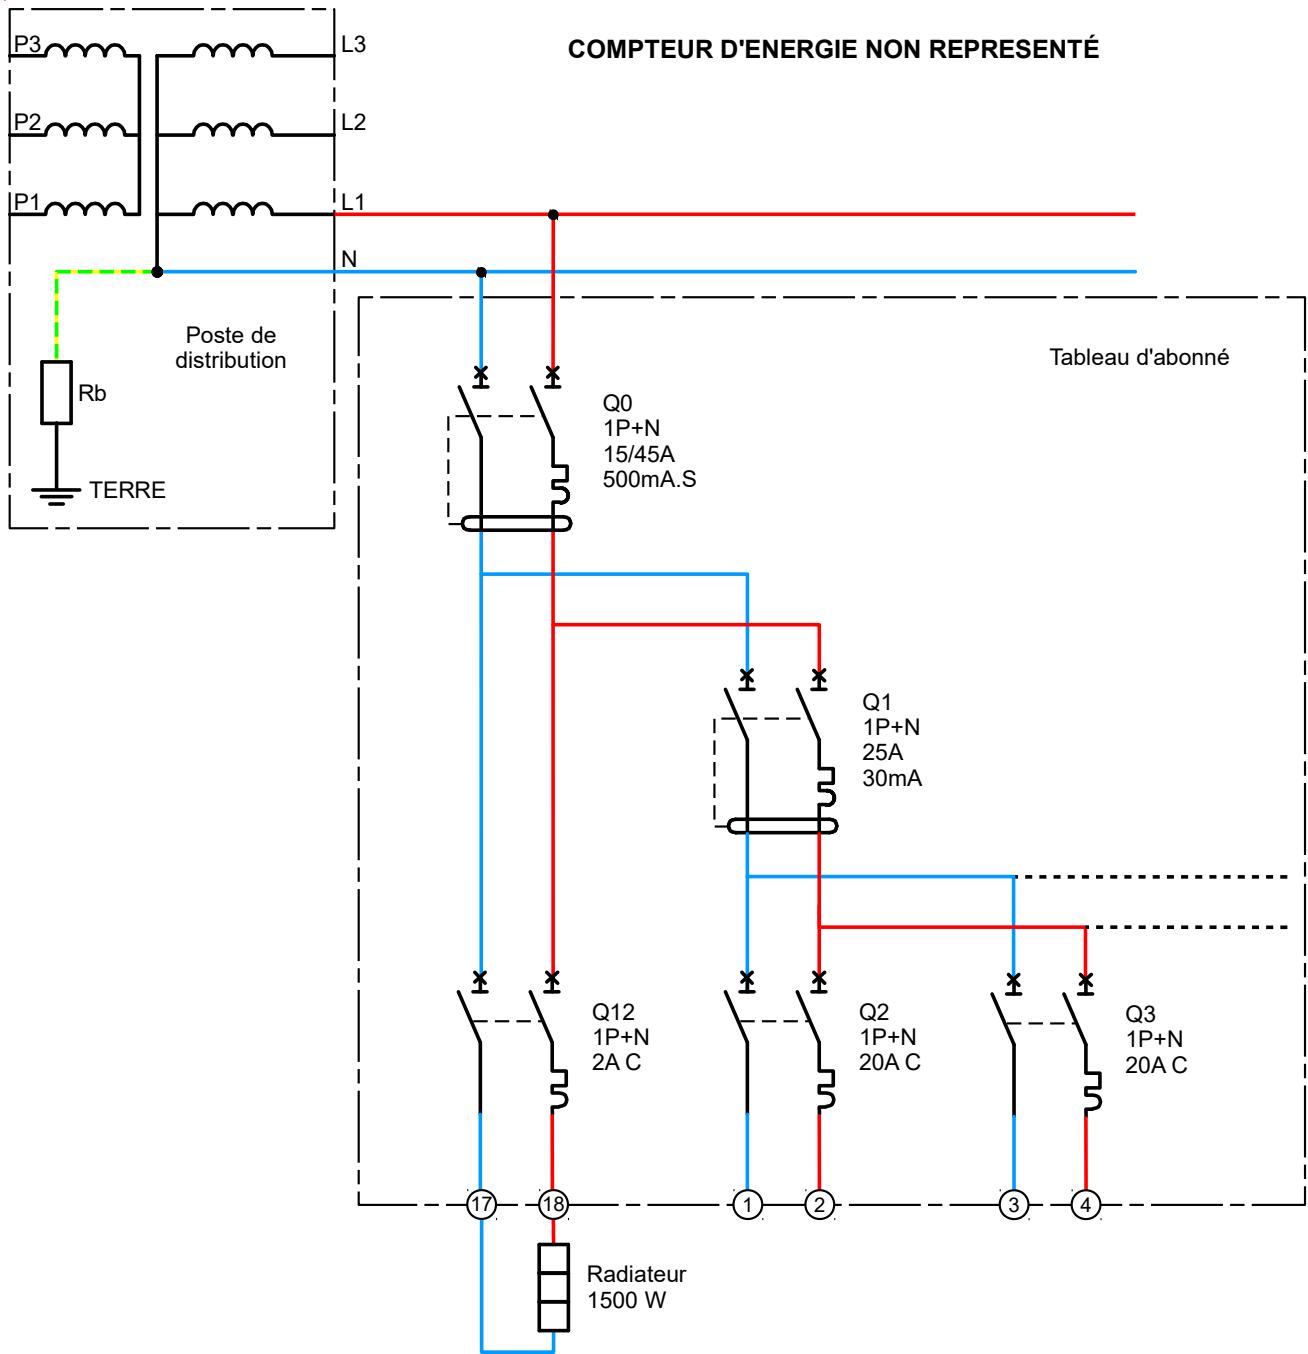 COMPTEUR D'ENERGIE NON REPRESENTÉ
P3
L3
P2
L2
P1
L1
N
Poste de
distribution
Rb
TERRE
Tableau d'abonné
Q0
1P+N
15/45A
500mA.S
Q1
1P+N
25A
30mA
Q12
1P+N
2A C
Q2
1P+N
20A C
Q3
1P+N
20A C
17
18
1
2
3
4
Radiateur
1500 W